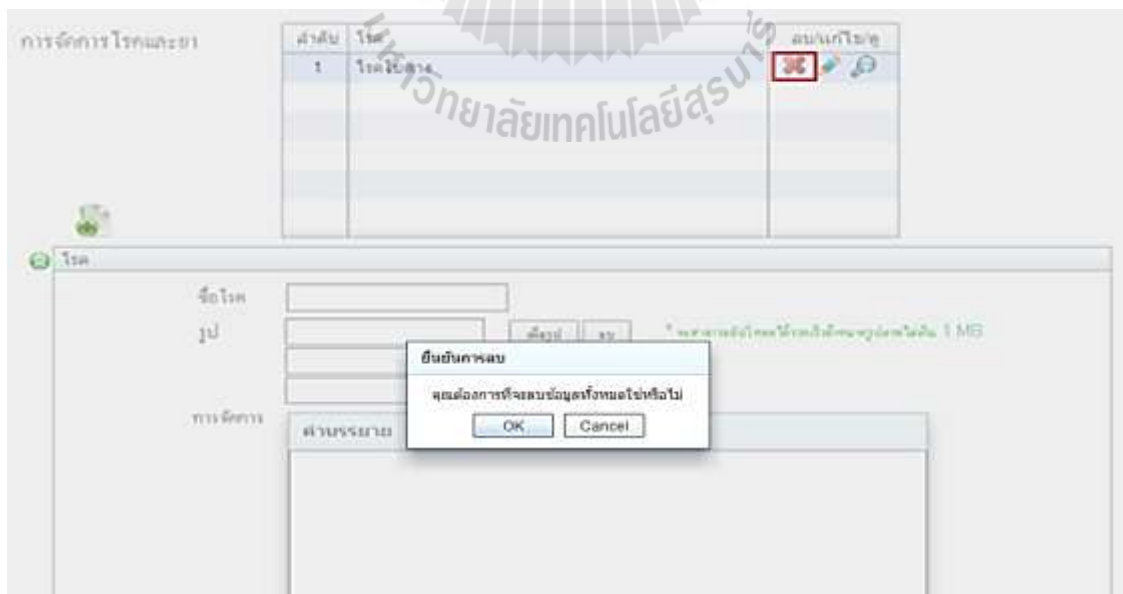 การจัดการโรคและยา
ลำดับ โรค ลบ/แก้ไข/ดู
1 โรคใบด่าง
มหาวิทยาลัยเทคโนโลยีสุรนารี
โรค
ชื่อโรค
รูป ลบ 1 MB
ยืนยันการลบ
คุณต้องการที่จะลบข้อมูลทั้งหมดใช่หรือไม่
OK Cancel
การจัดการ
คำบรรยาย